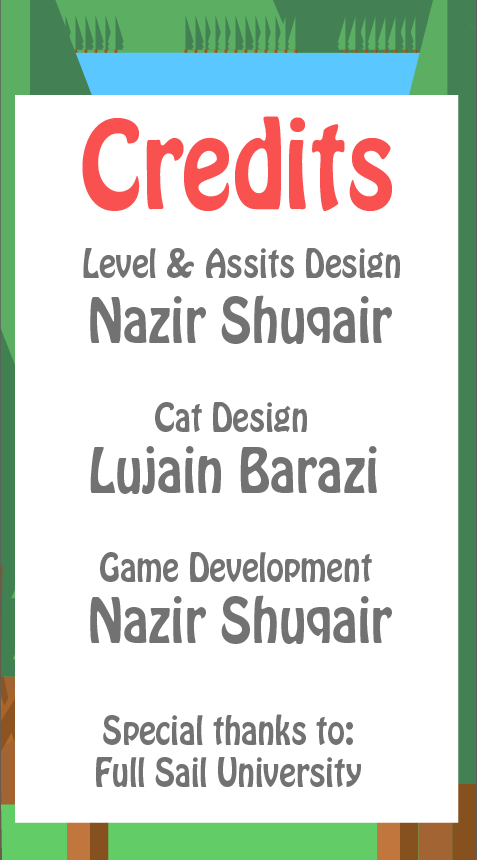 Credits
Level & Assits Design
Nazir Shuqair
Cat Design
Lujain Barazi
Game Development
Nazir Shuqair
Special thanks to:
Full Sail University